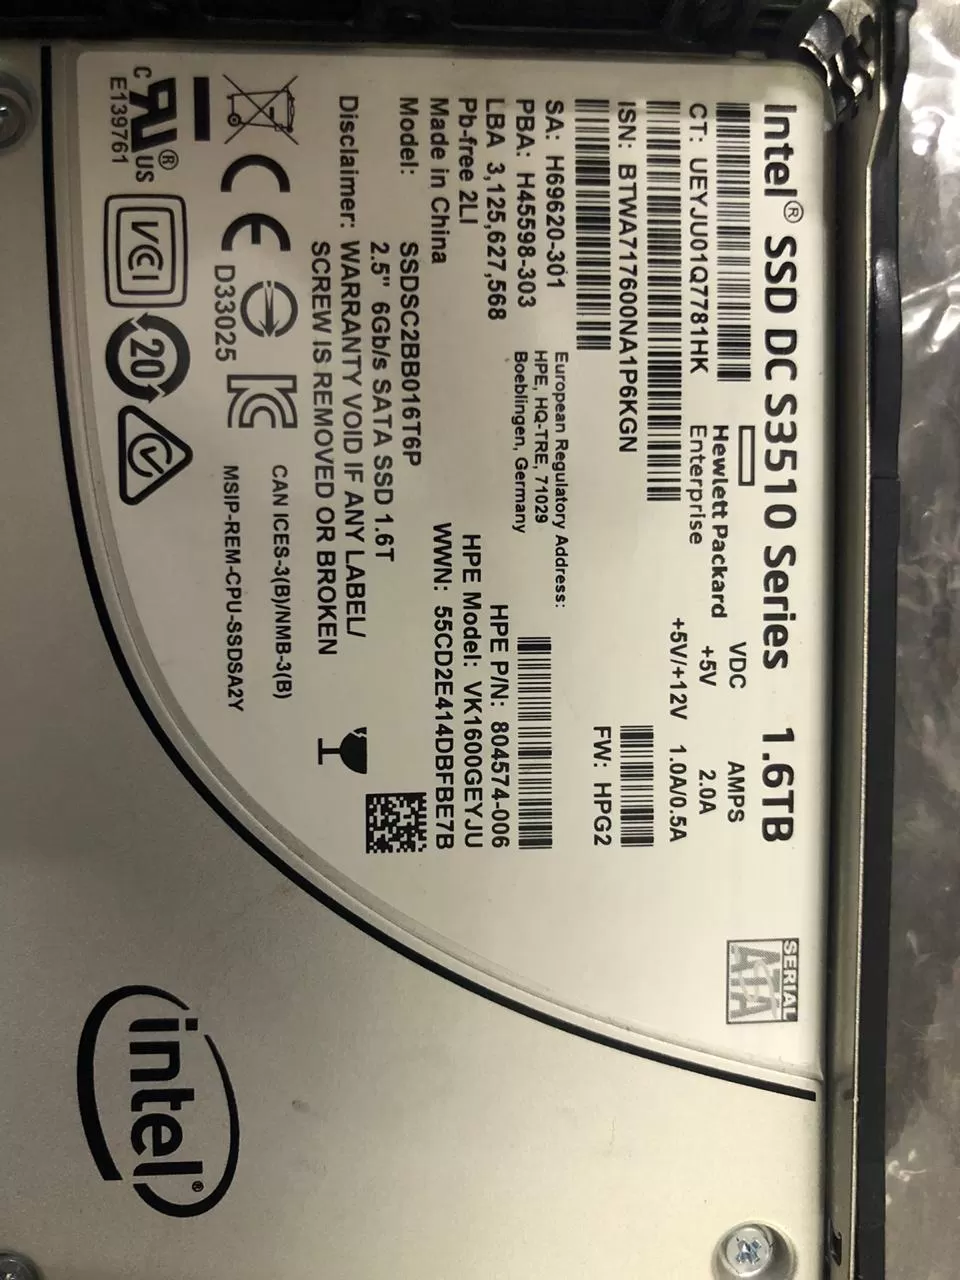 Intel® SSD DC S3510 Series 1.6TB
CT: UEYJU01Q7781HK
Hewlett Packard
Enterprise
VDC AMPS
+5V 2.0A
+5V/+12V 1.0A/0.5A
ISN: BTWA717600NA1P6KGN
FW: HPG2
SA: H69620-301
PBA: H45598-303
LBA 3,125,627,568
Pb-free 2LI
Made in China
European Regulatory Address:
HPE, HQ-TRE, 71029
Boeblingen, Germany
HPE P/N: 804574-006
HPE Model: VK1600GEYJU
WWN: 55CD2E414DBFBE7B
Model: SSDSC2BB016T6P
2.5" 6Gb/s SATA SSD 1.6T
Disclaimer: WARRANTY VOID IF ANY LABEL/
SCREW IS REMOVED OR BROKEN
CE
D33025
CAN ICES-3(B)/NMB-3(B)
MSIP-REM-CPU-SSDSA2Y
C RU® US
E139761
VCI
20
SERIAL
ATA
intel®